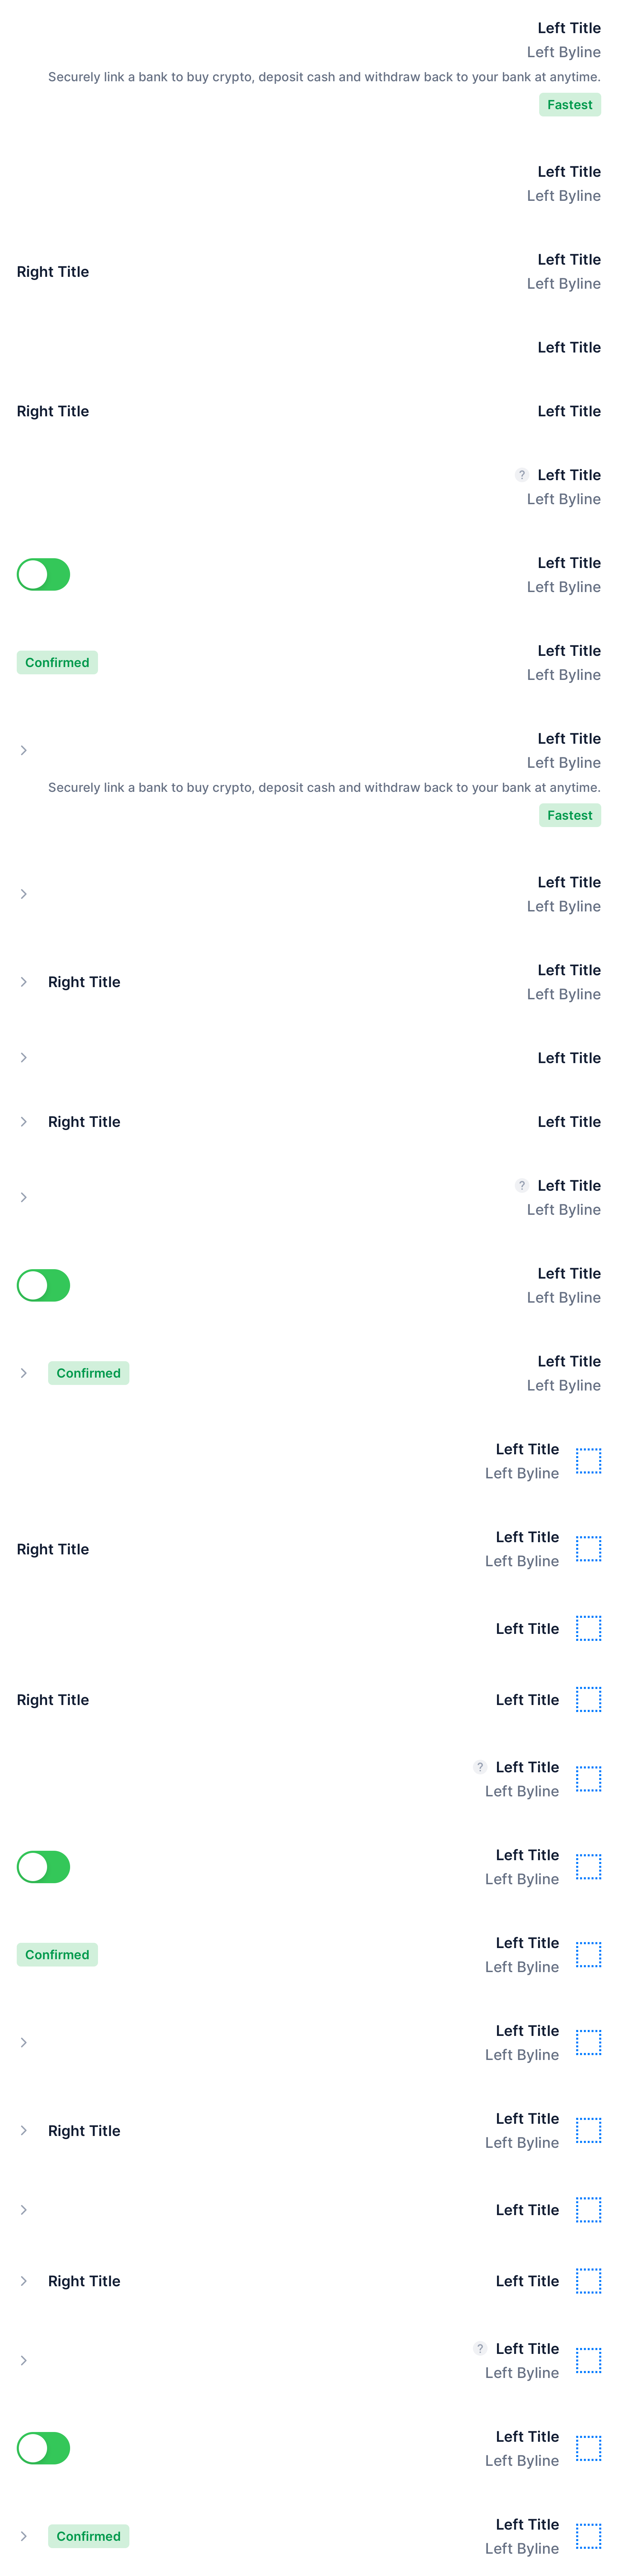 Left Title
Left Byline
Securely link a bank to buy crypto, deposit cash and withdraw back to your bank at anytime.
Fastest
Left Title
Left Byline
Right Title
Left Title
Left Byline
Left Title
Right Title
Left Title
? Left Title
Left Byline
Left Title
Left Byline
Confirmed
Left Title
Left Byline
Left Title
Left Byline
Securely link a bank to buy crypto, deposit cash and withdraw back to your bank at anytime.
Fastest
Left Title
Left Byline
Right Title
Left Title
Left Byline
Left Title
Right Title
Left Title
? Left Title
Left Byline
Left Title
Left Byline
Confirmed
Left Title
Left Byline
Left Title
Left Byline
Right Title
Left Title
Left Byline
Left Title
Right Title
Left Title
? Left Title
Left Byline
Left Title
Left Byline
Confirmed
Left Title
Left Byline
Left Title
Left Byline
Right Title
Left Title
Left Byline
Left Title
Right Title
Left Title
? Left Title
Left Byline
Left Title
Left Byline
Confirmed
Left Title
Left Byline